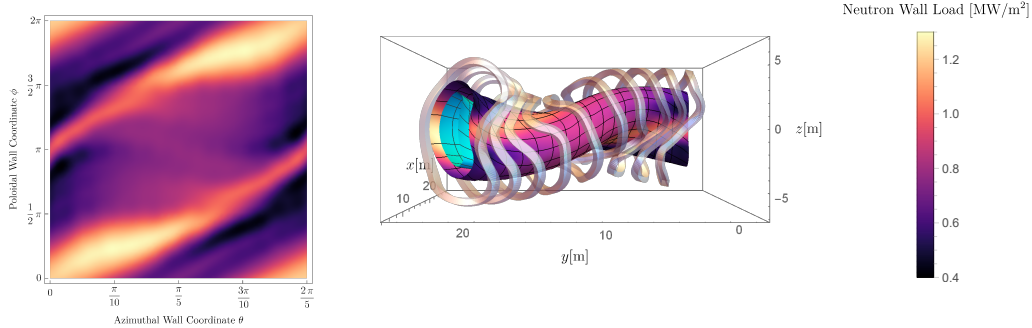 Neutron Wall Load [MW/m²]
2π
3/2 π
π
1/2 π
0
Poloidal Wall Coordinate ϕ
0
π/10
π/5
3π/10
2π/5
Azimuthal Wall Coordinate θ
5
0
-5
z[m]
x[m]
20
10
20
10
0
y[m]
1.2
1.0
0.8
0.6
0.4